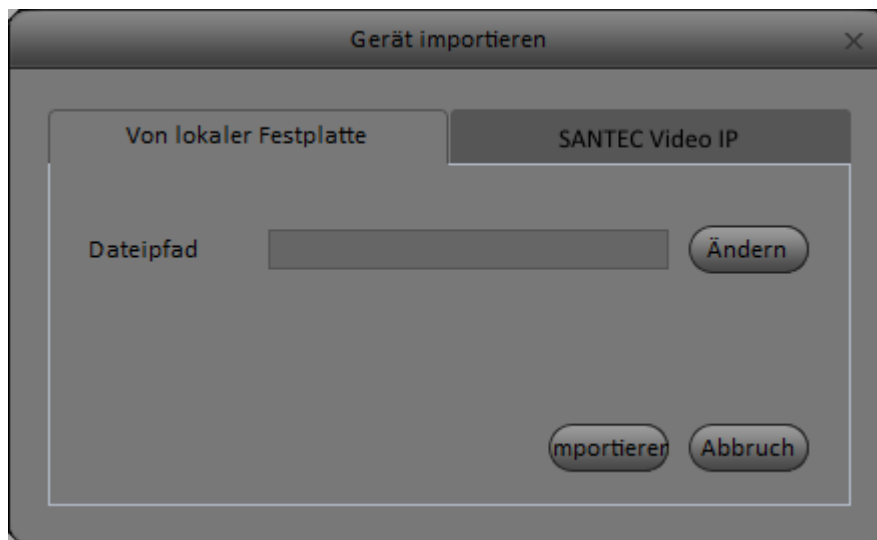 Gerät importieren
Von lokaler Festplatte
SANTEC Video IP
Dateipfad
Ändern
mportieren
Abbruch